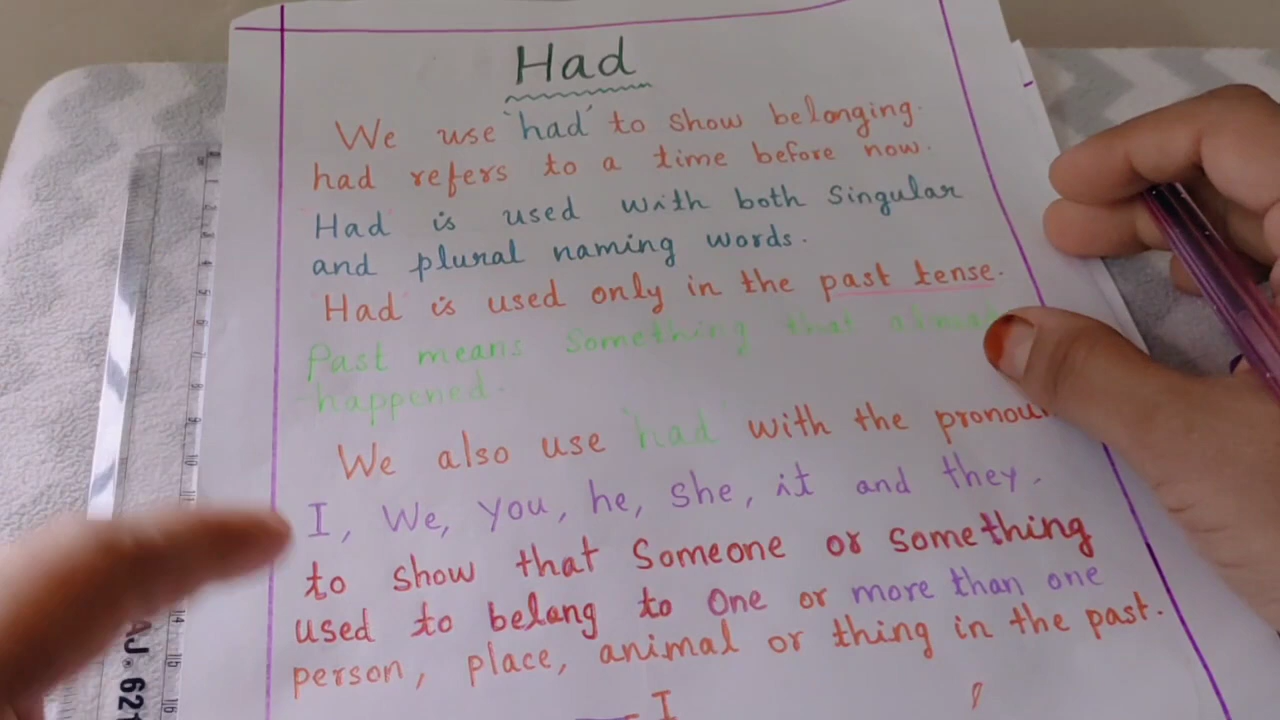 Had
We use 'had' to show belonging.
had refers to a time before now.
Had is used with both singular
and plural naming words.
Had is used only in the past tense.
Past means something that
happened.
We also use had with the
I, We, you, he, she, it and they.
to show that Someone or something
used to belang to One or more than one
person, place, animal or thing in the past.
I